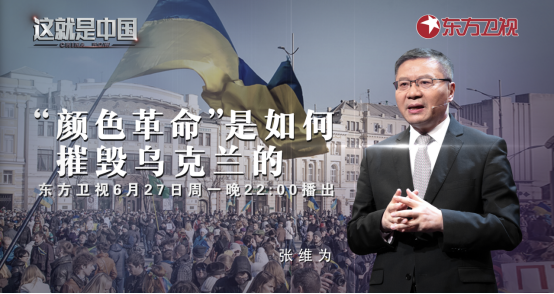 这就是中国
东方卫视
“颜色革命”是如何
摧毁乌克兰的
东方卫视6月27日周一晚22:00播出
张维为